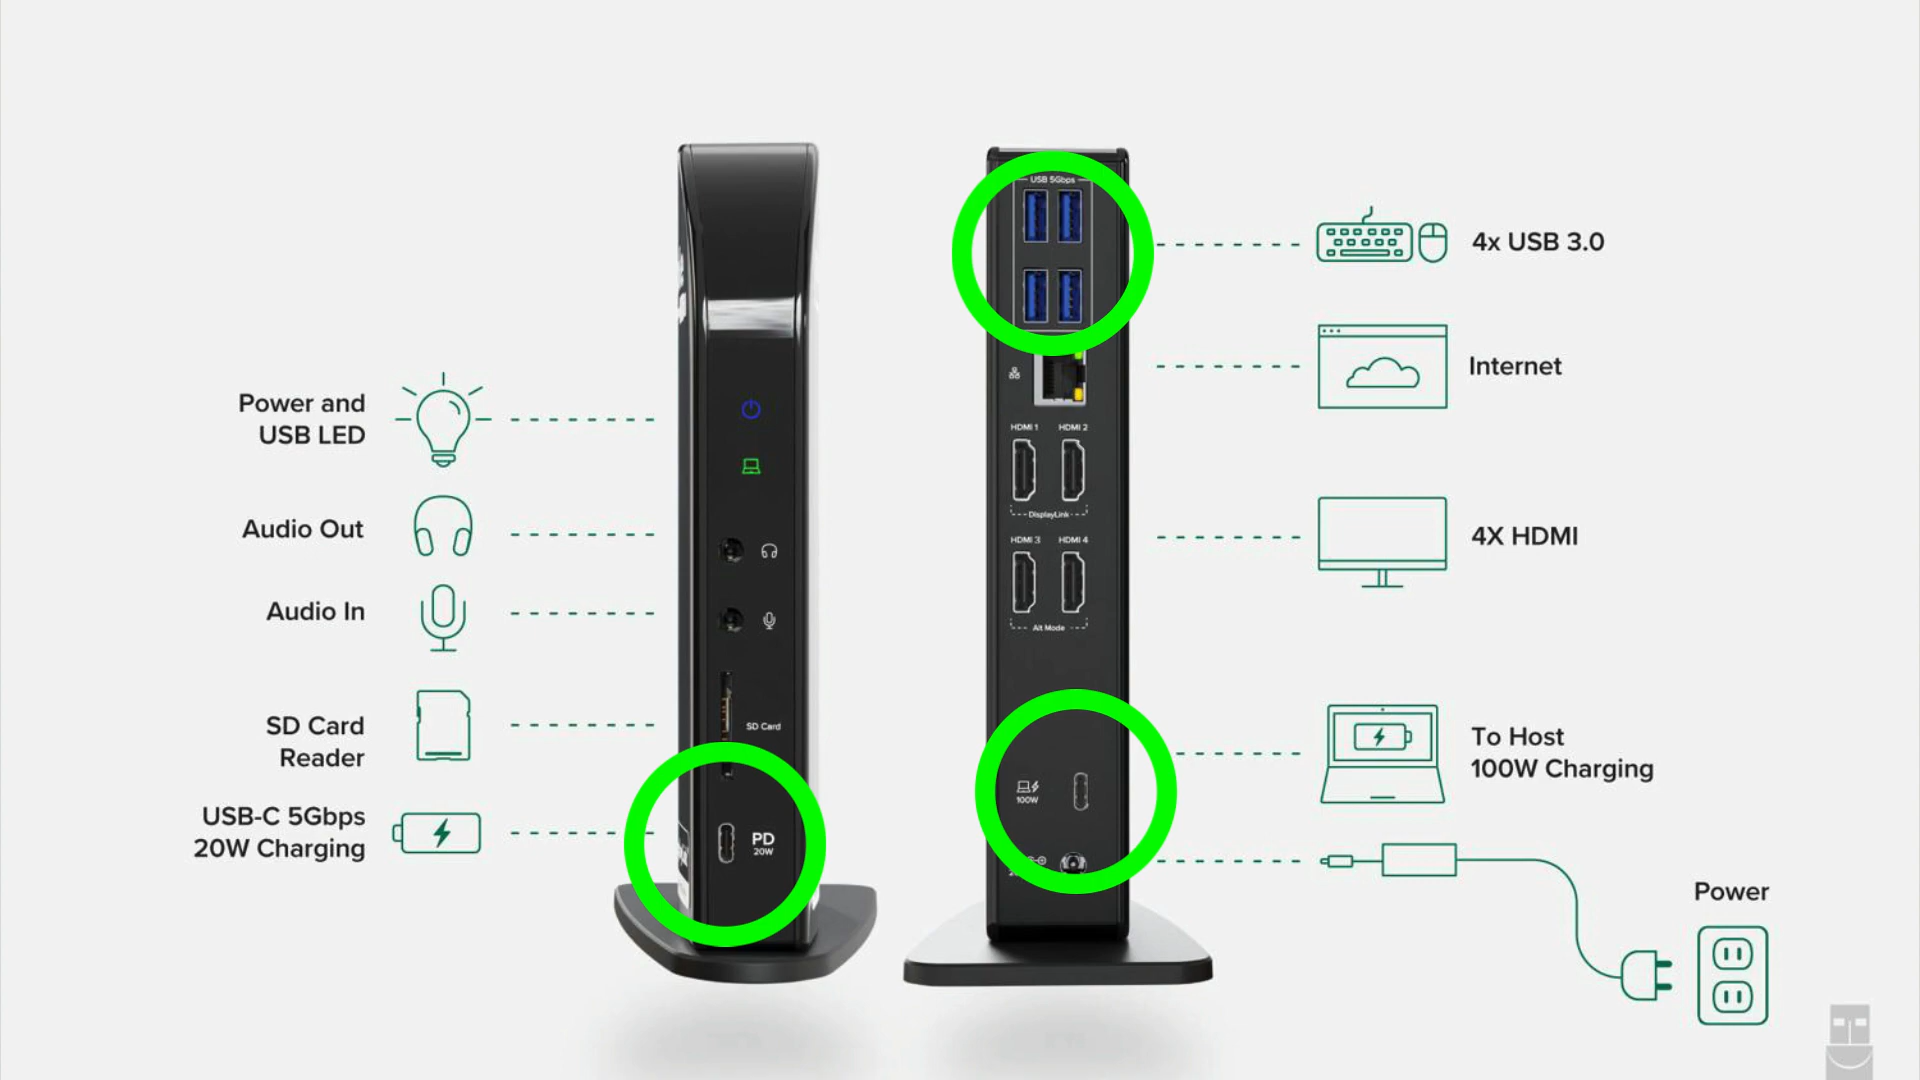 Power and
USB LED
Audio Out
Audio In
SD Card
Reader
USB-C 5Gbps
20W Charging
SD Card
PD
20W
USB 5Gbps
HDMI 1
HDMI 2
DisplayLink
HDMI 3
HDMI 4
Alt Mode
100W
4x USB 3.0
Internet
4X HDMI
To Host
100W Charging
Power